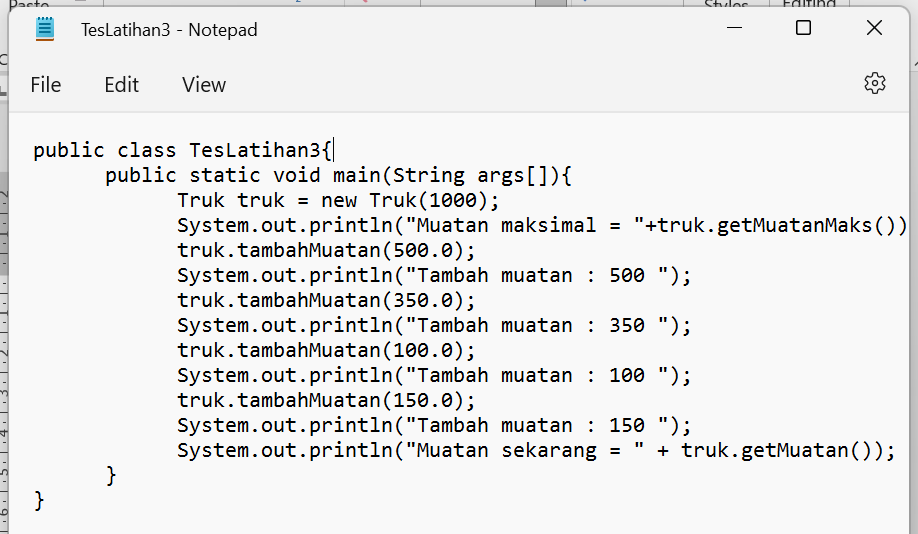 Paste
Styles
Editing
TesLatihan3 - Notepad
File Edit View
public class TesLatihan3{
public static void main(String args[]){
Truk truk = new Truk(1000);
System.out.println("Muatan maksimal = "+truk.getMuatanMaks())
truk.tambahMuatan(500.0);
System.out.println("Tambah muatan : 500 ");
truk.tambahMuatan(350.0);
System.out.println("Tambah muatan : 350 ");
truk.tambahMuatan(100.0);
System.out.println("Tambah muatan : 100 ");
truk.tambahMuatan(150.0);
System.out.println("Tambah muatan : 150 ");
System.out.println("Muatan sekarang = " + truk.getMuatan());
}
}